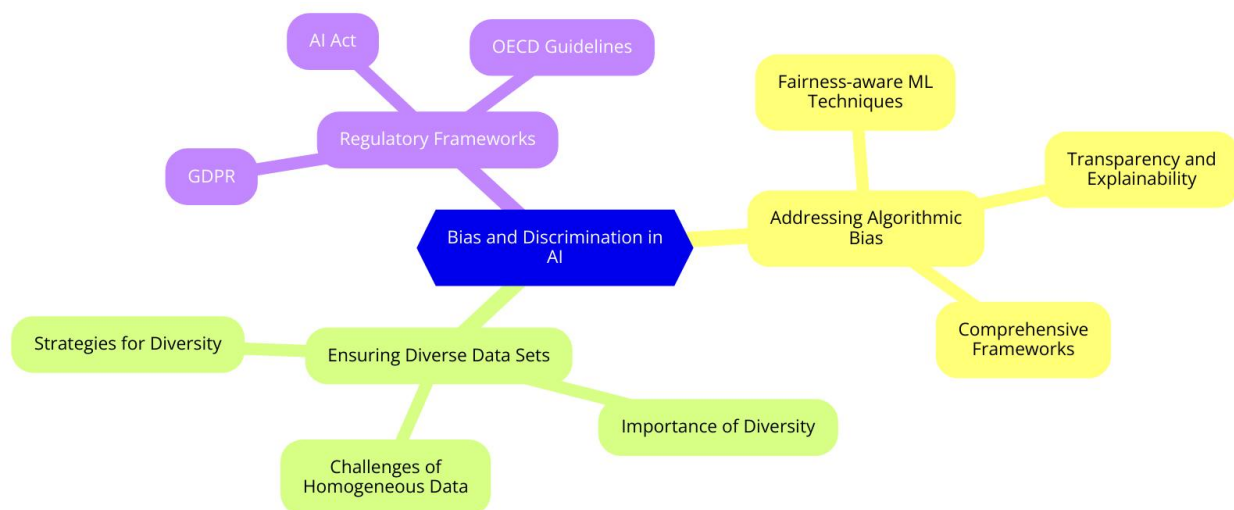 AI Act
OECD Guidelines
Regulatory Frameworks
GDPR
Fairness-aware ML
Techniques
Transparency and
Explainability
Addressing Algorithmic
Bias
Comprehensive
Frameworks
Bias and Discrimination in
AI
Strategies for Diversity
Ensuring Diverse Data Sets
Importance of Diversity
Challenges of
Homogeneous Data